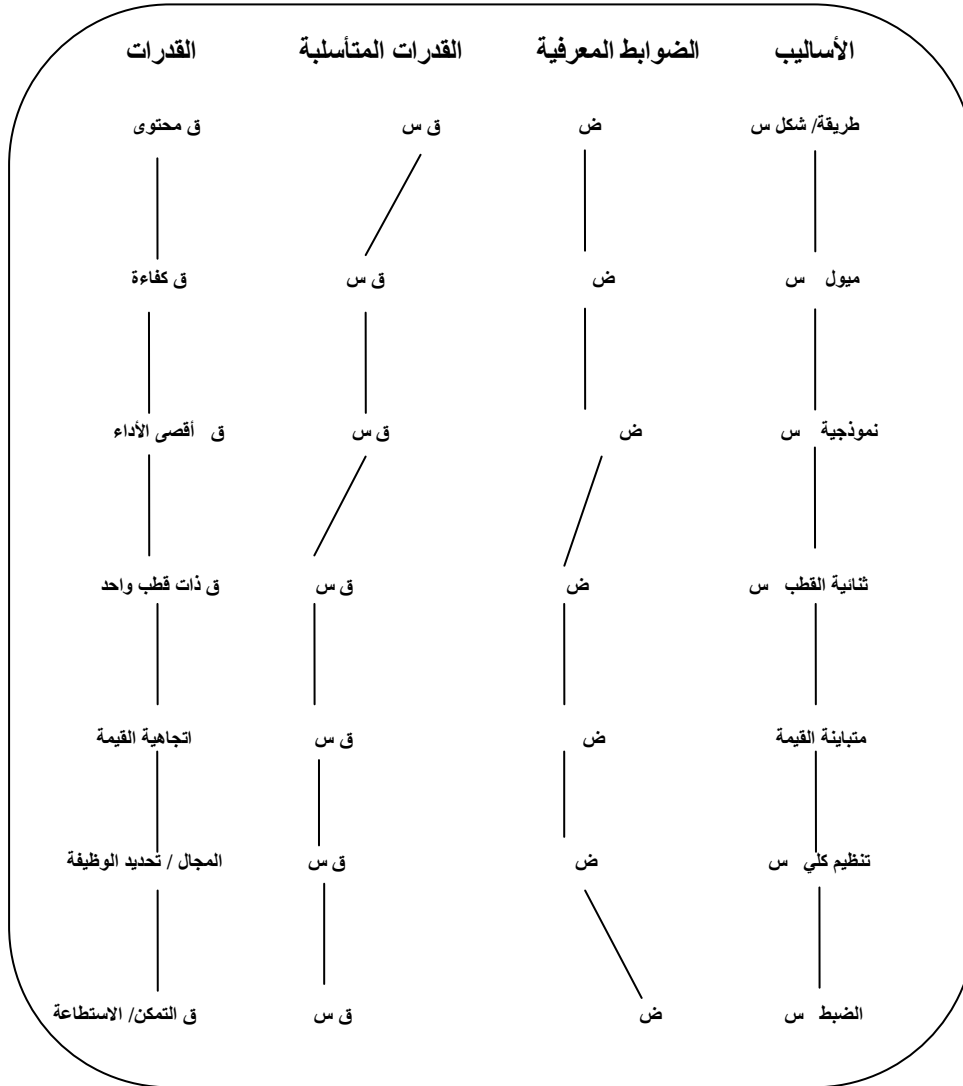 الأساليب الضوابط المعرفية القدرات المتأسلبة القدرات
طريقة/ شكل س ض ق س ق محتوى
ميول س ض ق س ق كفاءة
نموذجية س ض ق س ق أقصى الأداء
ثنائية القطب س ض ق س ق ذات قطب واحد
متباينة القيمة ض ق س اتجاهية القيمة
تنظيم كلي س ض ق س المجال / تحديد الوظيفة
الضبط س ض ق س ق التمكن/ الاستطاعة